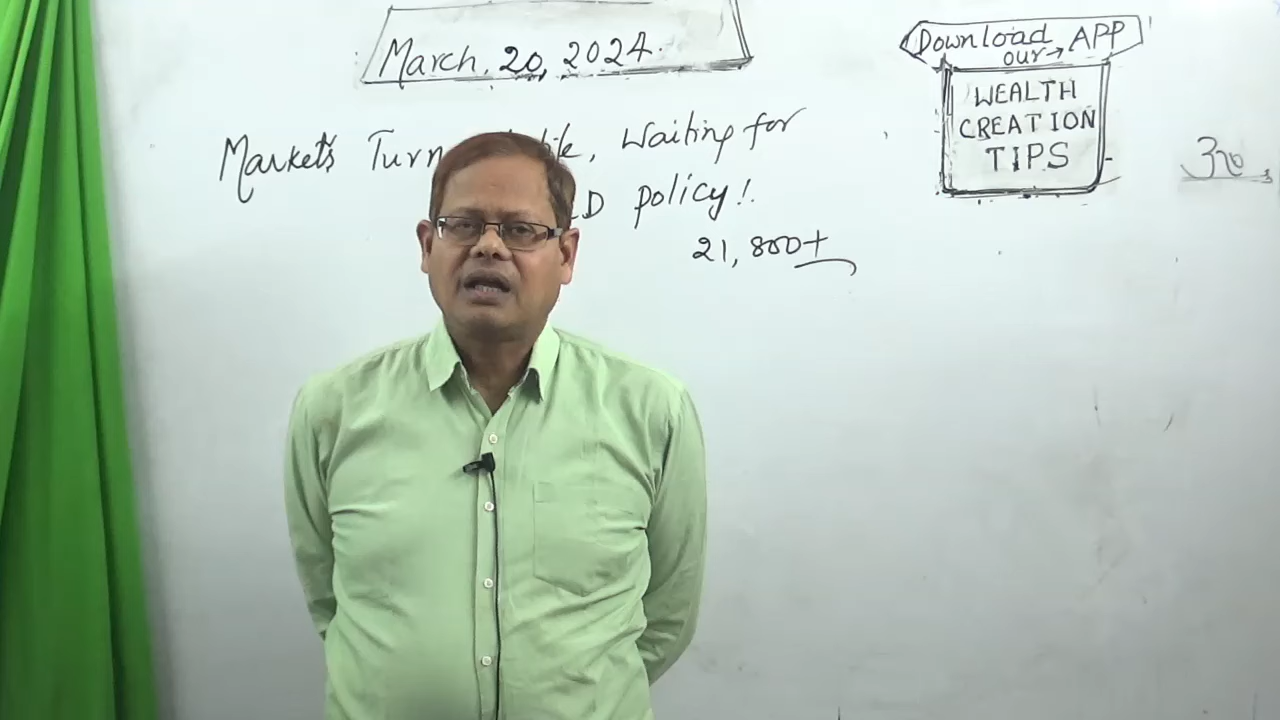 March, 20, 2024.
Markets Turn , Waiting for
policy!!
21,800+
Download APP
our →
WEALTH
CREATION
TIPS